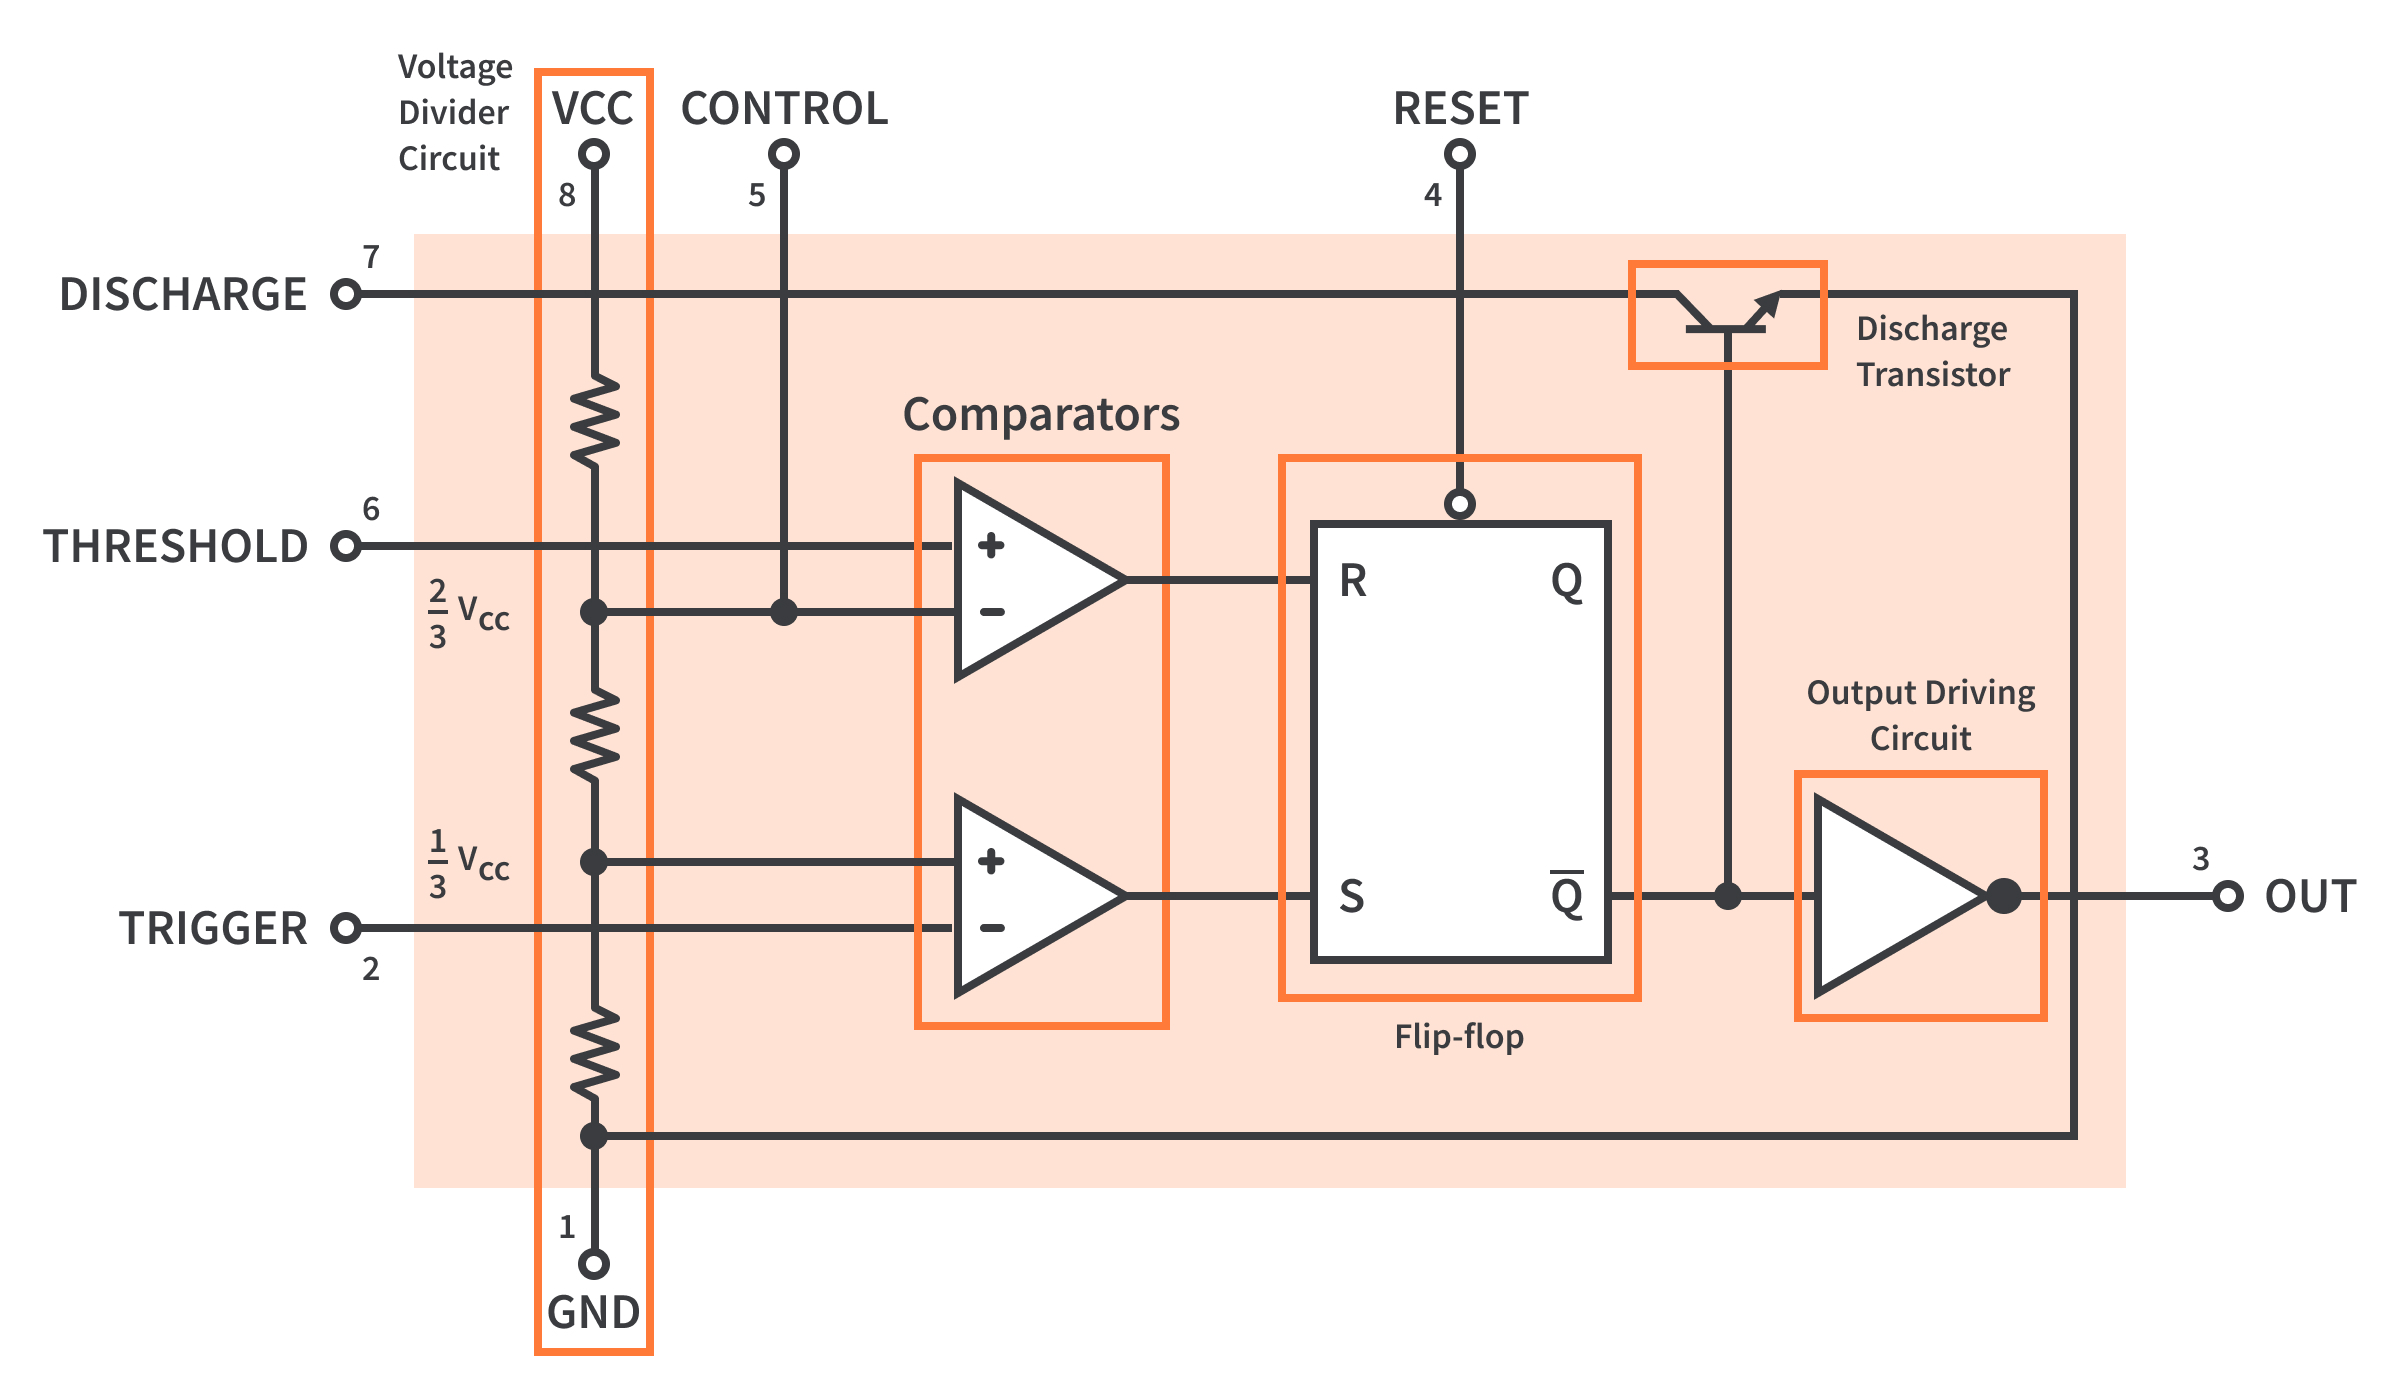 Voltage
Divider
Circuit
VCC
CONTROL
RESET
8
5
4
7
DISCHARGE
Discharge
Transistor
Comparators
6
THRESHOLD
+
2/3 VCC
−
R
Q
Output Driving
Circuit
1/3 VCC
+
TRIGGER
−
2
S
Q̅
3
OUT
Flip-flop
1
GND